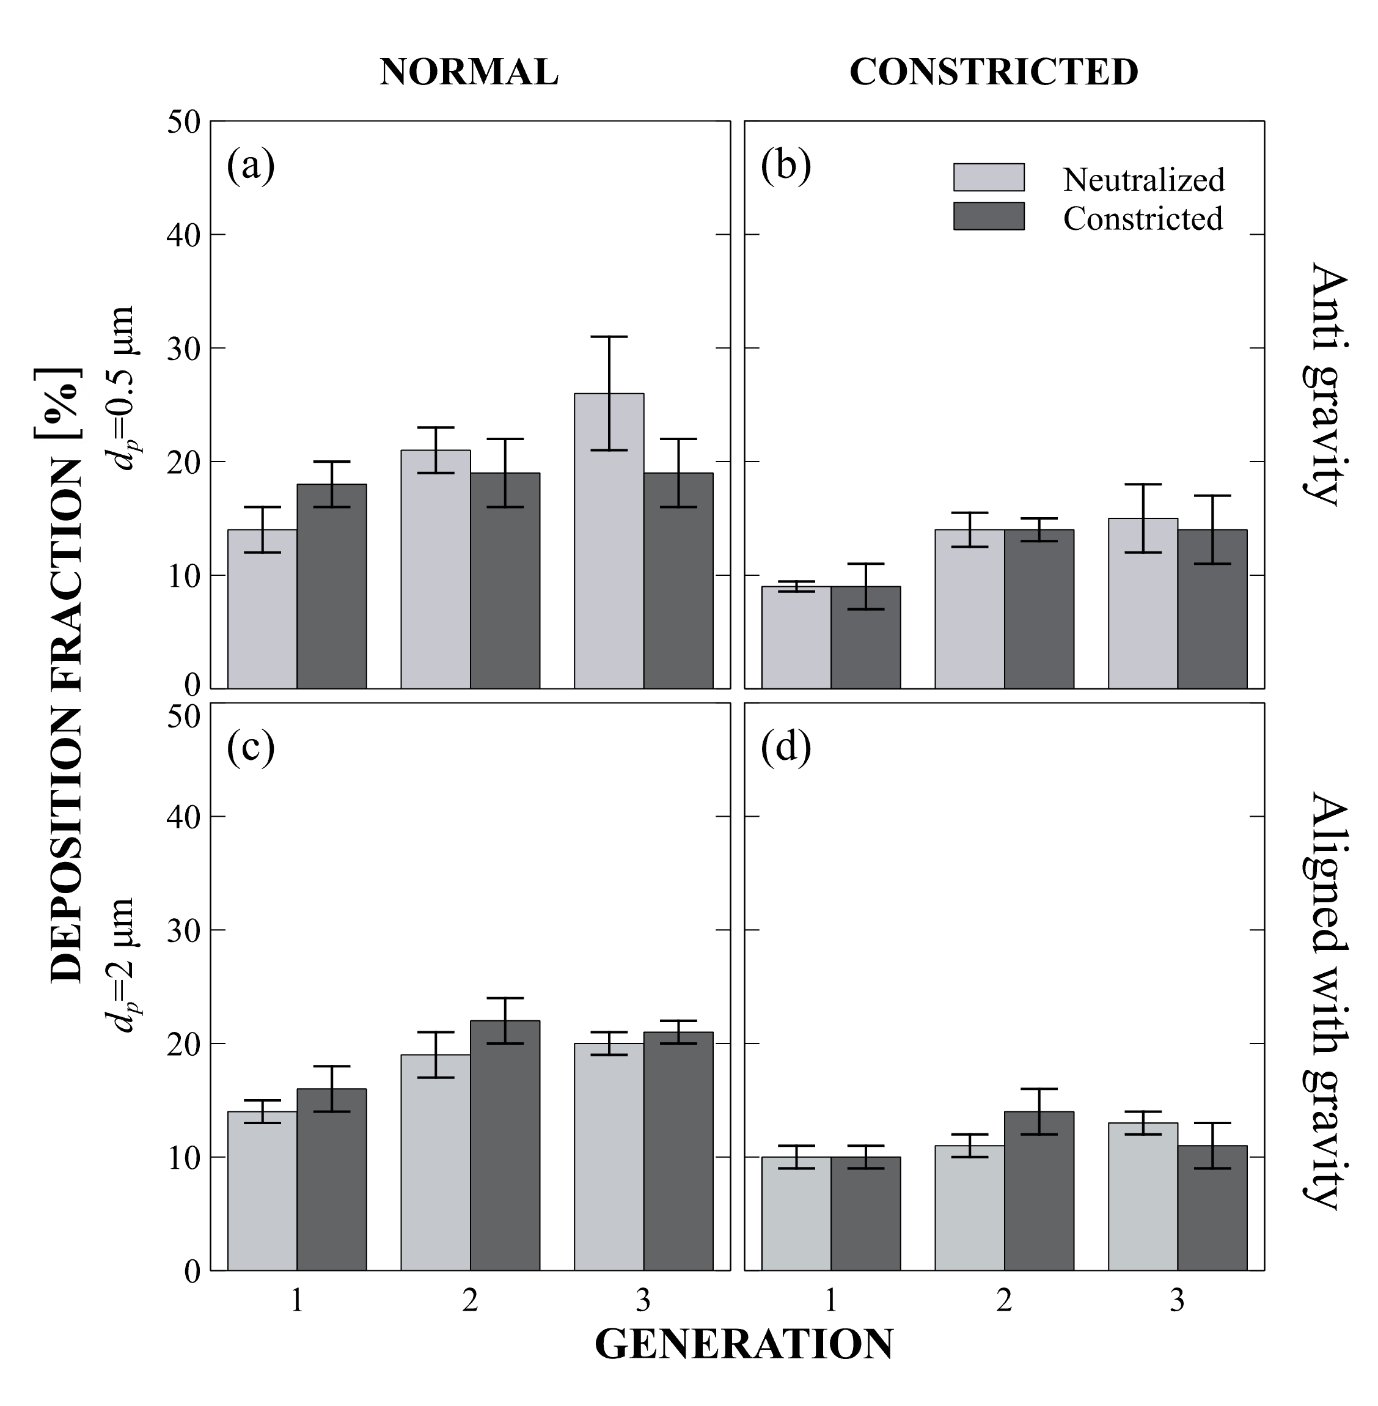 NORMAL
CONSTRICTED
50
40
30
20
10
0
(a)
(b)
Neutralized
Constricted
Anti gravity
DEPOSITION FRACTION [%]
dp=0.5 μm
dp=2 μm
50
40
30
20
10
0
(c)
(d)
Aligned with gravity
1
2
3
1
2
3
GENERATION